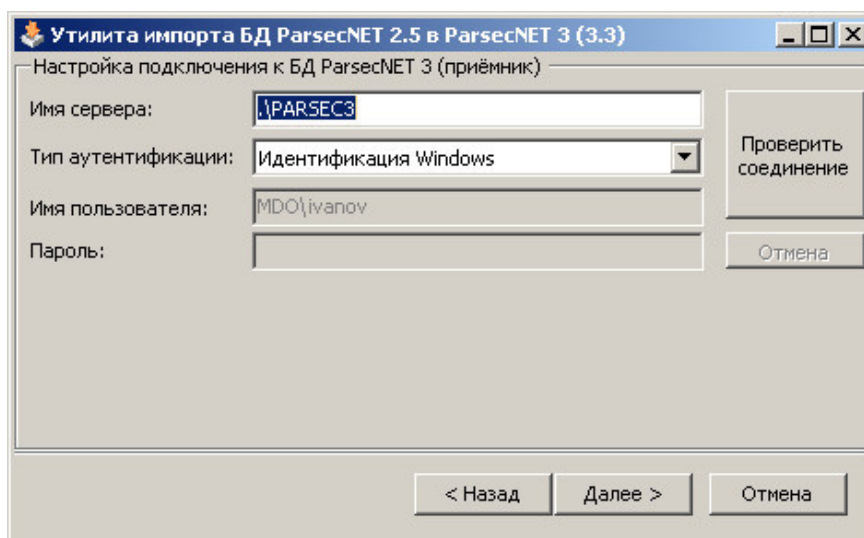 Утилита импорта БД ParsecNET 2.5 в ParsecNET 3 (3.3)
Настройка подключения к БД ParsecNET 3 (приёмник)
Имя сервера:
.\PARSEC3
Тип аутентификации:
Идентификация Windows
Имя пользователя:
MDO\ivanov
Пароль:
Проверить
соединение
Отмена
< Назад
Далее >
Отмена